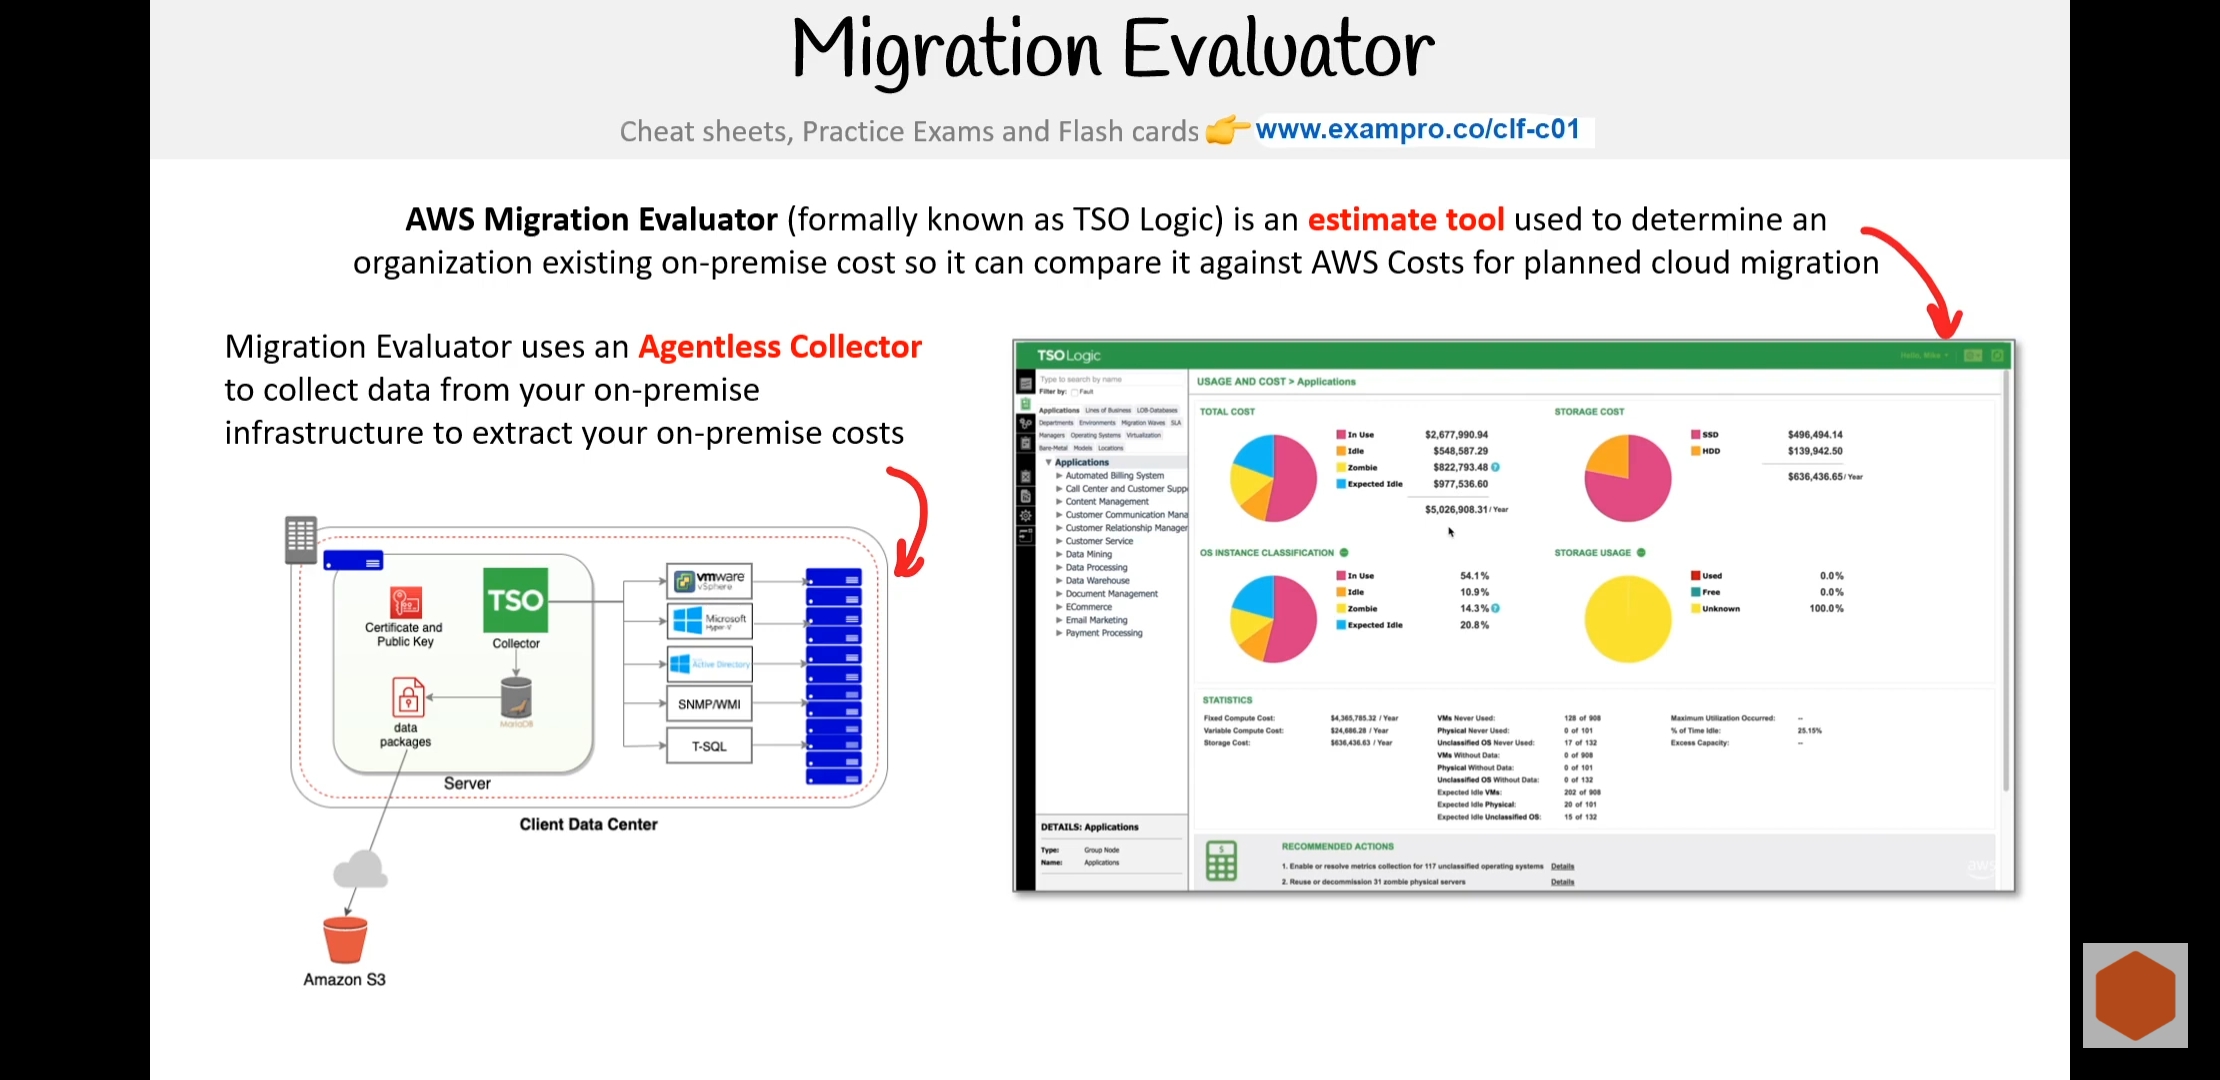 Migration Evaluator
Cheat sheets, Practice Exams and Flash cards 👉 www.exampro.co/clf-c01
AWS Migration Evaluator (formally known as TSO Logic) is an estimate tool used to determine an
organization existing on-premise cost so it can compare it against AWS Costs for planned cloud migration
Migration Evaluator uses an Agentless Collector
to collect data from your on-premise
infrastructure to extract your on-premise costs
Certificate and
Public Key
TSO
Collector
MariaDB
data
packages
Server
vmware
vSphere
Microsoft
Hyper-V
Active Directory
SNMP/WMI
T-SQL
Client Data Center
Amazon S3
TSOLogic
Hello, Mike
Type to search by name
Filter by: Fault
Applications Lines of Business LOB-Databases
Departments Environments Migration Waves SLA
Managers Operating Systems Virtualization
Bare-Metal Models Locations
Applications
Automated Billing System
Call Center and Customer Supp
Content Management
Customer Communication Mana
Customer Relationship Manager
Customer Service
Data Mining
Data Processing
Data Warehouse
Document Management
ECommerce
Email Marketing
Payment Processing
DETAILS: Applications
Type: Group Node
Name: Applications
USAGE AND COST > Applications
TOTAL COST
In Use $2,677,990.94
Idle $548,587.29
Zombie $822,793.48
Expected Idle $977,536.60
$5,026,908.31/ Year
STORAGE COST
SSD $496,494.14
HDD $139,942.50
$636,436.65/ Year
OS INSTANCE CLASSIFICATION
In Use 54.1%
Idle 10.9%
Zombie 14.3%
Expected Idle 20.8%
STORAGE USAGE
Used 0.0%
Free 0.0%
Unknown 100.0%
STATISTICS
Fixed Compute Cost: $4,365,785.32 / Year
Variable Compute Cost: $24,686.28 / Year
Storage Cost: $636,436.63 / Year
VMs Never Used: 128 of 908
Physical Never Used: 0 of 101
Unclassified OS Never Used: 17 of 132
VMs Without Data: 0 of 908
Physical Without Data: 0 of 101
Unclassified OS Without Data: 0 of 132
Expected Idle VMs: 202 of 908
Expected Idle Physical: 20 of 101
Expected Idle Unclassified OS: 15 of 132
Maximum Utilization Occurred: --
% of Time Idle: 25.15%
Excess Capacity: --
RECOMMENDED ACTIONS
1. Enable or resolve metrics collection for 117 unclassified operating systems Details
2. Reuse or decommission 31 zombie physical servers Details
aws